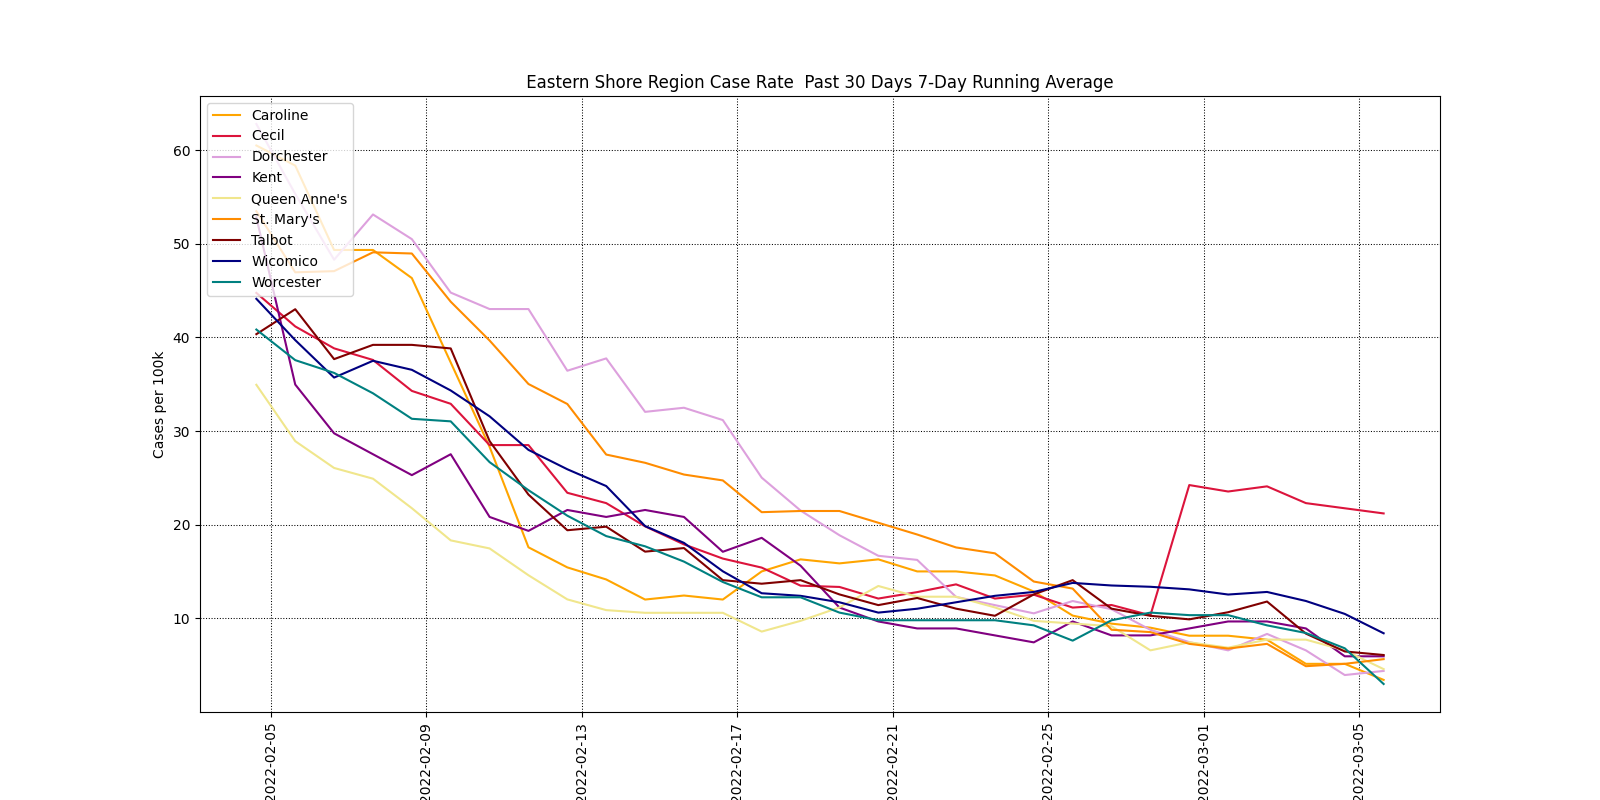 Eastern Shore Region Case Rate  Past 30 Days 7-Day Running Average
Caroline
Cecil
Dorchester
Kent
Queen Anne's
St. Mary's
Talbot
Wicomico
Worcester
60
50
40
30
20
10
Cases per 100k
2022-02-05
2022-02-09
2022-02-13
2022-02-17
2022-02-21
2022-02-25
2022-03-01
2022-03-05